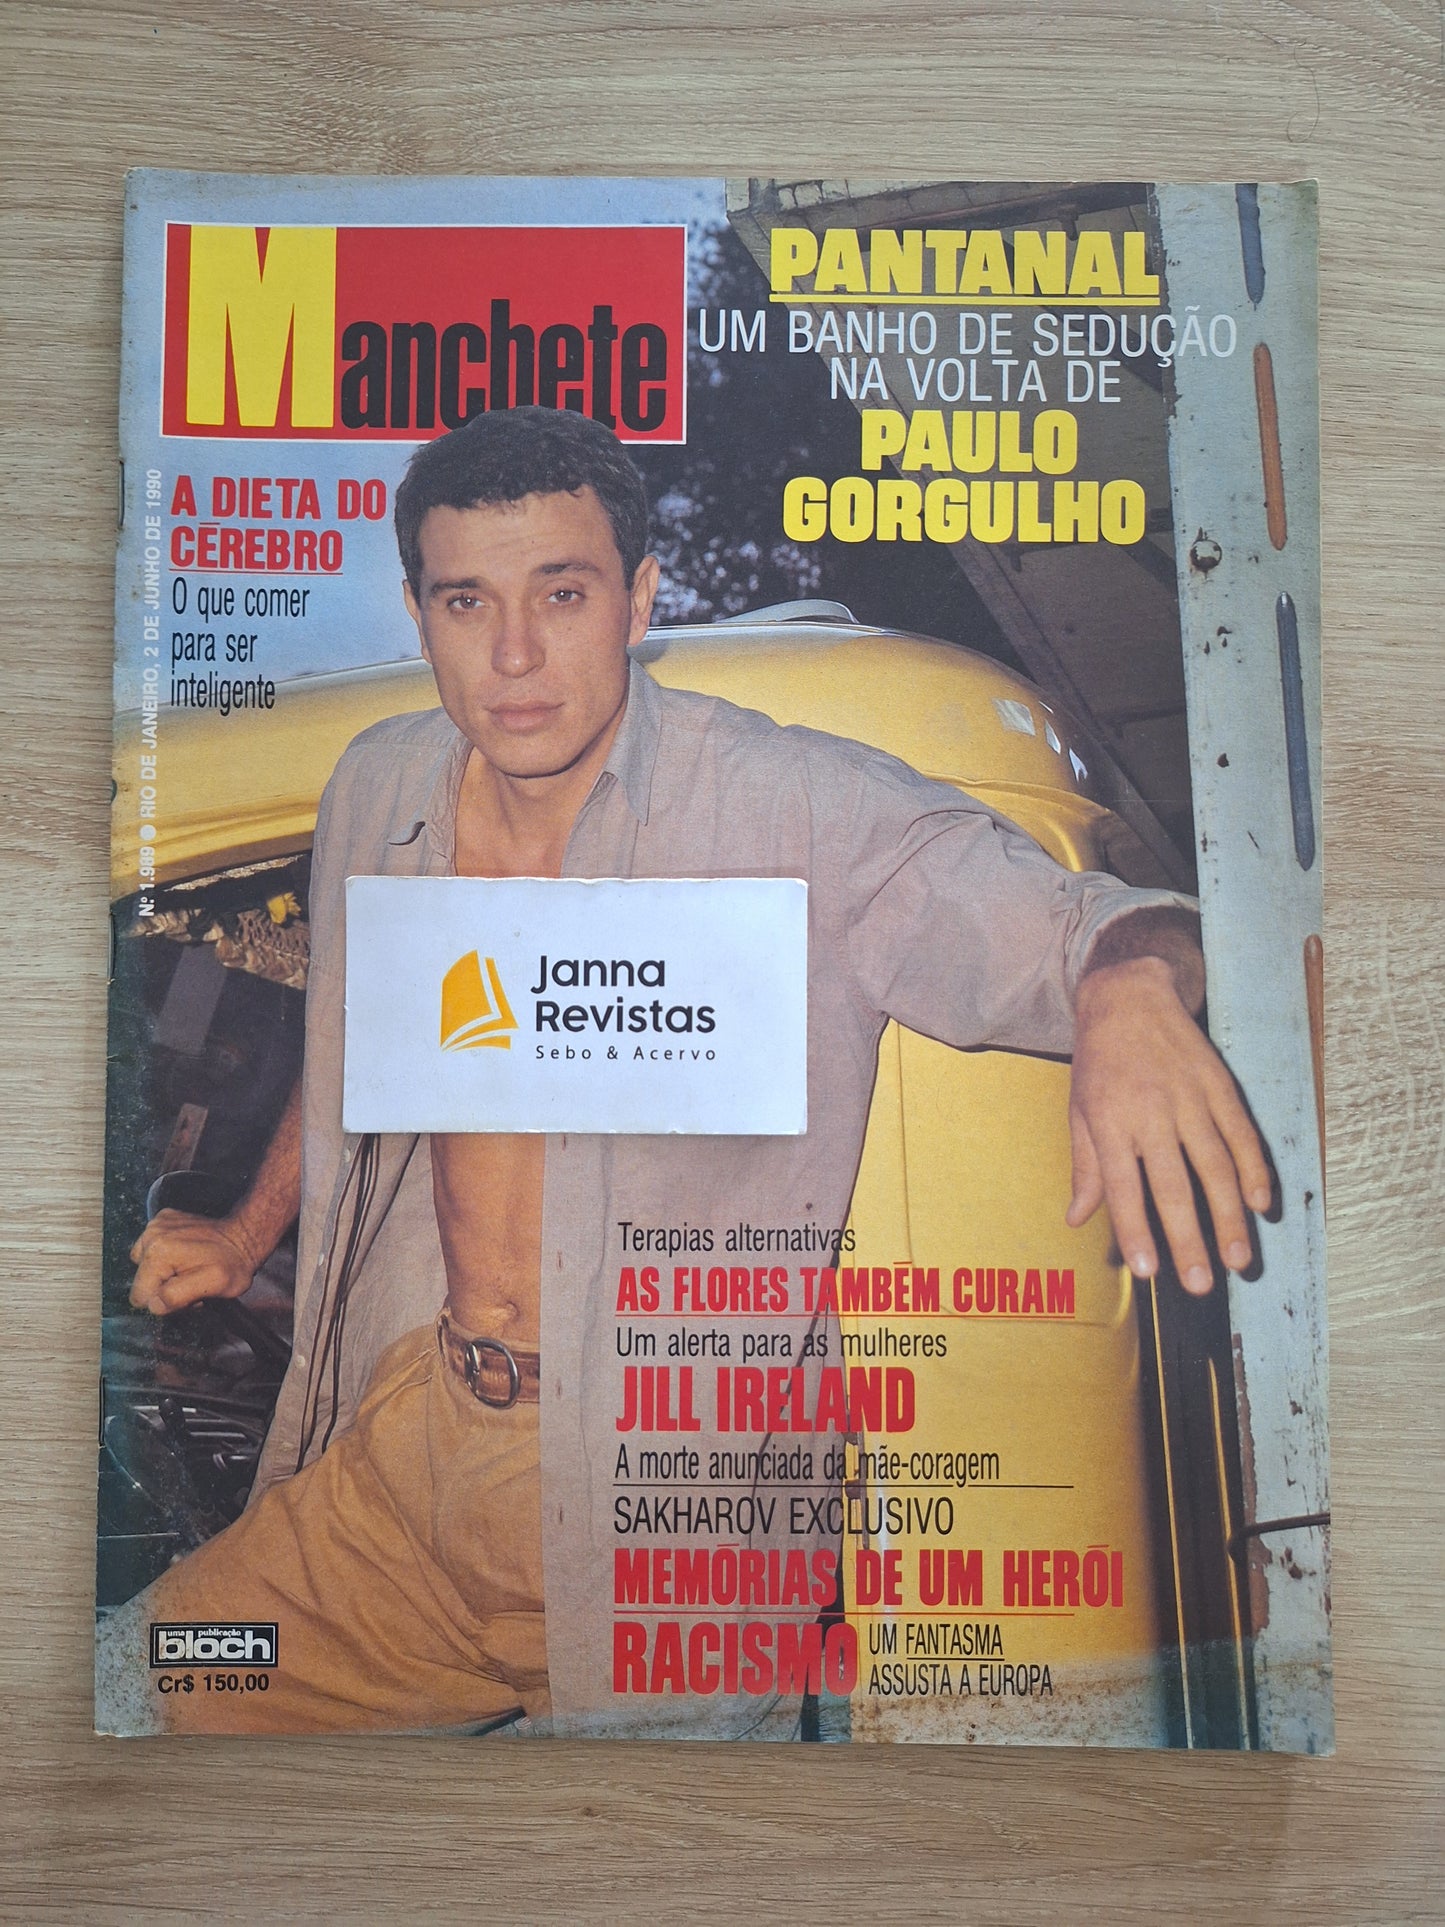 Manchete
PANTANAL
UM BANHO DE SEDUÇÃO
NA VOLTA DE
PAULO
GORGULHO
A DIETA DO
CÉREBRO
O que comer
para ser
inteligente
N.º 1.989 ● RIO DE JANEIRO, 2 DE JUNHO DE 1990
Janna
Revistas
Sebo & Acervo
Terapias alternativas
AS FLORES TAMBÉM CURAM
Um alerta para as mulheres
JILL IRELAND
A morte anunciada da mãe-coragem
SAKHAROV EXCLUSIVO
MEMÓRIAS DE UM HERÓI
RACISMO UM FANTASMA
ASSUSTA A EUROPA
uma publicação
bloch
Cr$ 150,00